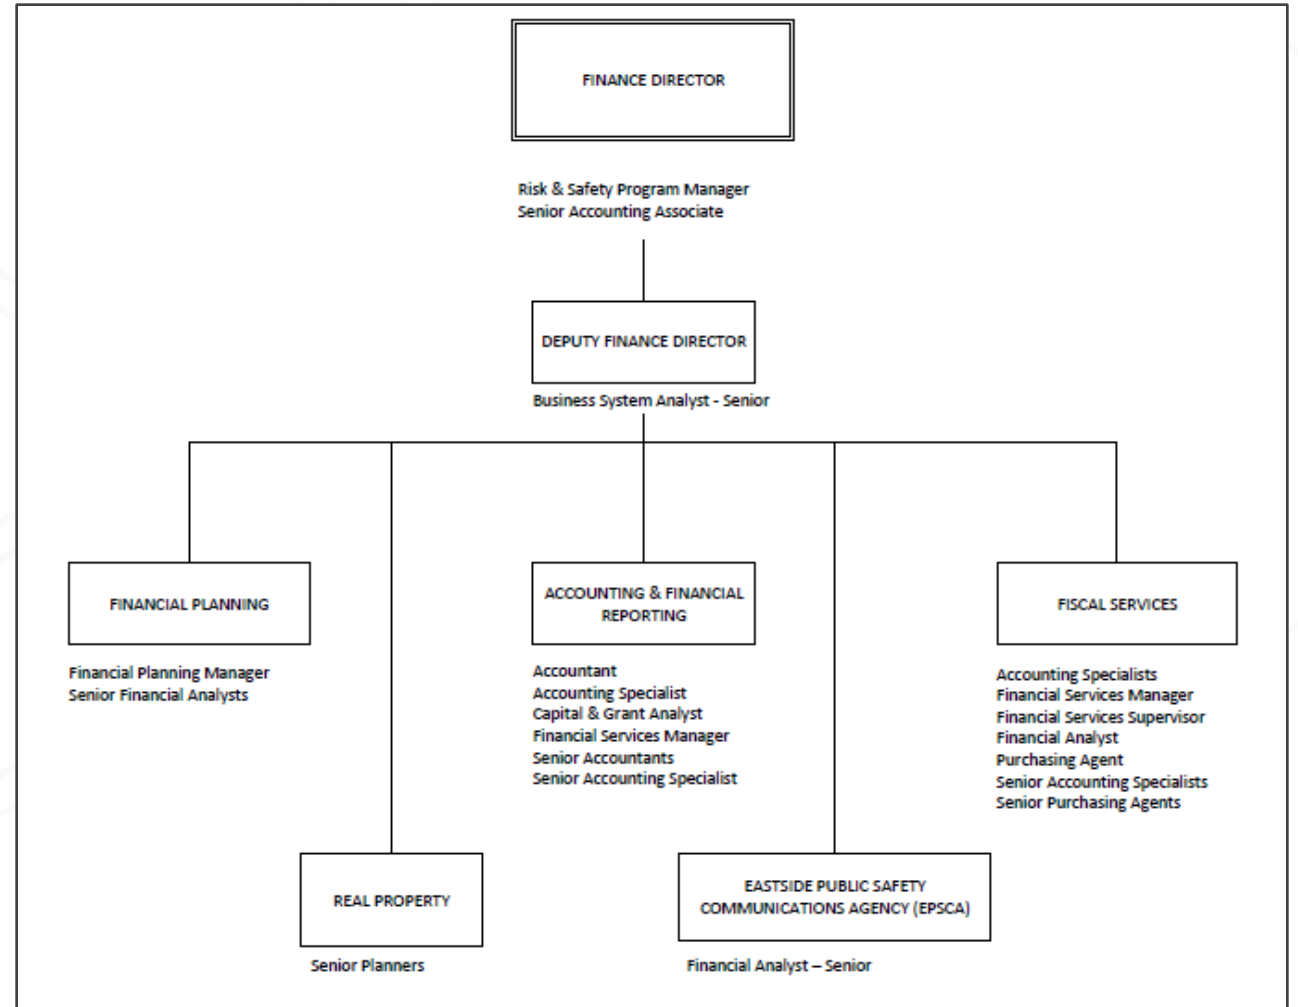 FINANCE DIRECTOR
Risk & Safety Program Manager
Senior Accounting Associate
DEPUTY FINANCE DIRECTOR
Business System Analyst - Senior
FINANCIAL PLANNING
Financial Planning Manager
Senior Financial Analysts
ACCOUNTING & FINANCIAL
REPORTING
Accountant
Accounting Specialist
Capital & Grant Analyst
Financial Services Manager
Senior Accountants
Senior Accounting Specialist
FISCAL SERVICES
Accounting Specialists
Financial Services Manager
Financial Services Supervisor
Financial Analyst
Purchasing Agent
Senior Accounting Specialists
Senior Purchasing Agents
REAL PROPERTY
Senior Planners
EASTSIDE PUBLIC SAFETY
COMMUNICATIONS AGENCY (EPSCA)
Financial Analyst – Senior